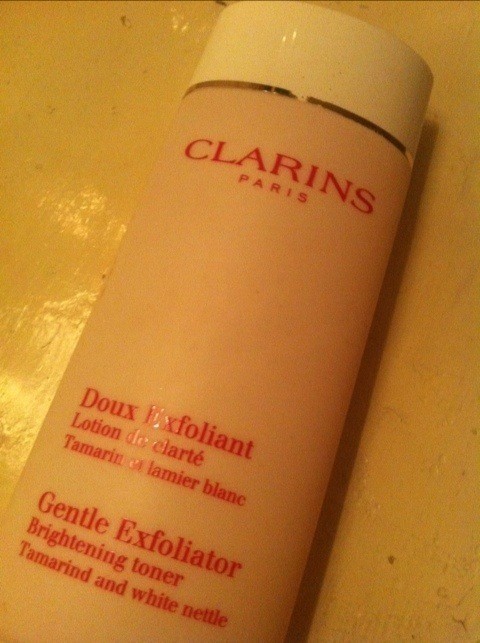 CLARINS
PARIS
Doux Exfoliant
Lotion de clarté
Tamarin et lamier blanc
Gentle Exfoliator
Brightening toner
Tamarind and white nettle